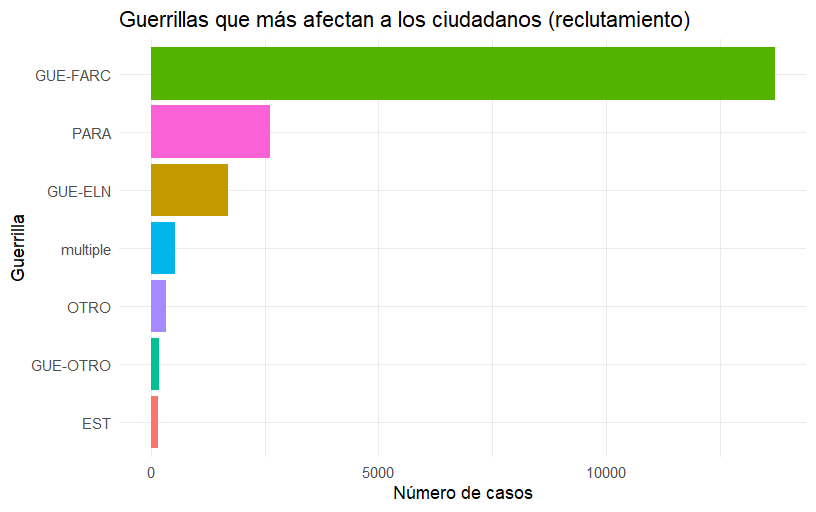 Guerrillas que más afectan a los ciudadanos (reclutamiento)
Guerrilla
GUE-FARC
PARA
GUE-ELN
multiple
OTRO
GUE-OTRO
EST
0 5000 10000
Número de casos